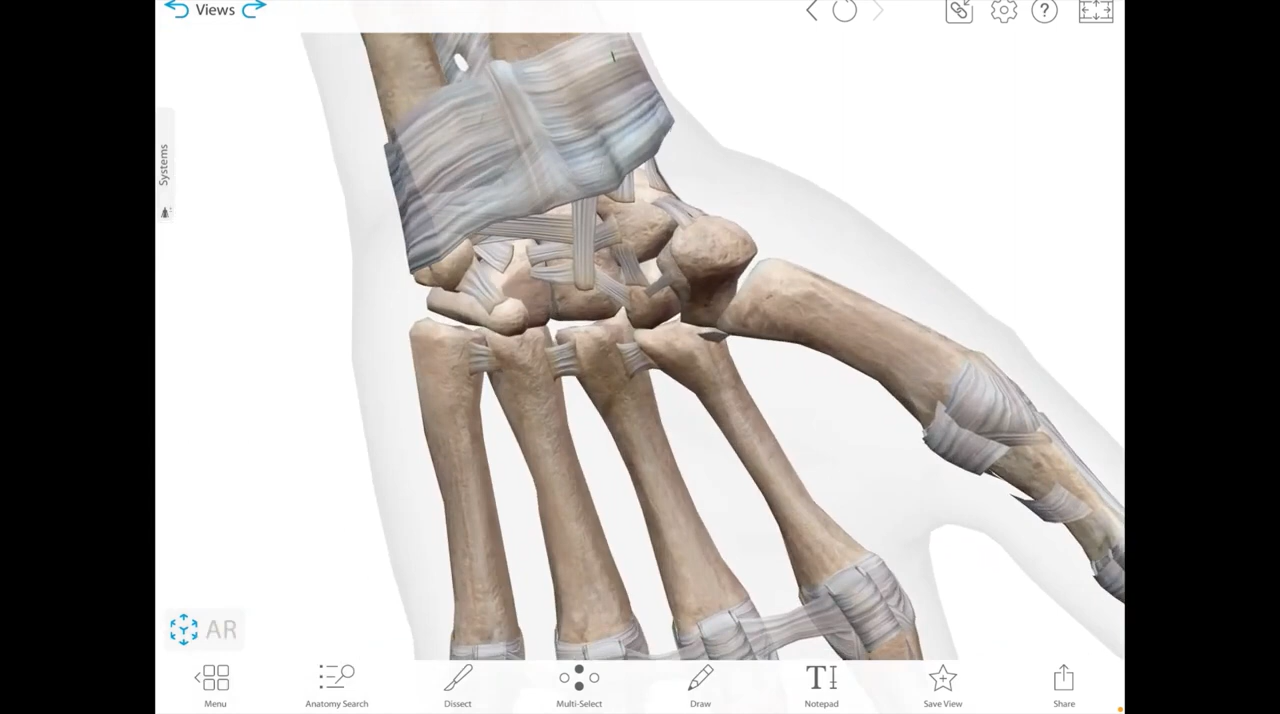 Views
Systems
AR
Menu
Anatomy Search
Dissect
Multi-Select
Draw
Notepad
Save View
Share